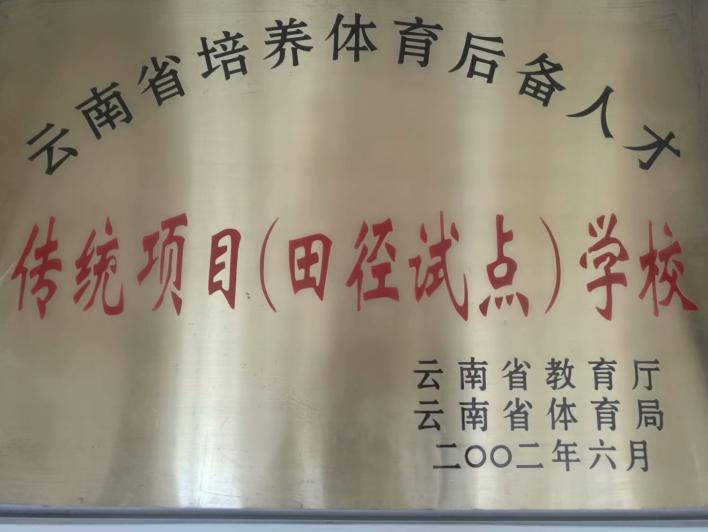 云南省培养体育后备人才
传统项目(田径试点)学校
云南省教育厅
云南省体育局
二〇〇二年六月